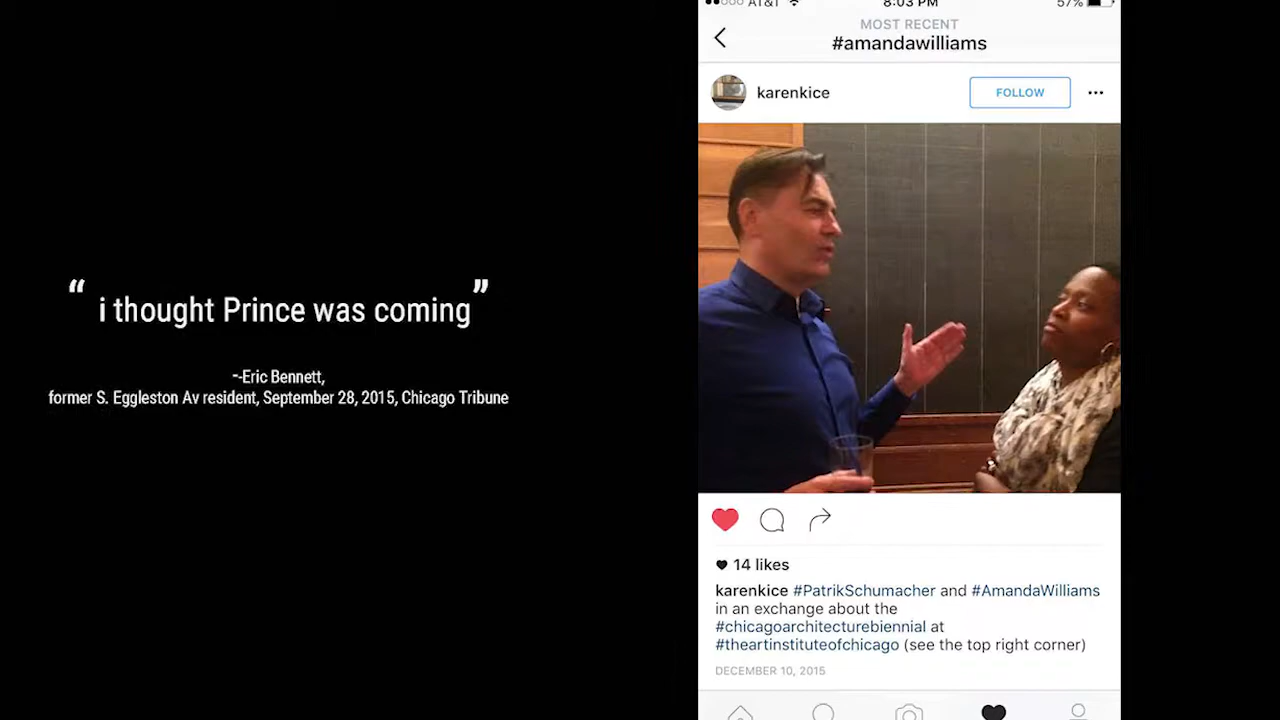 “ i thought Prince was coming”
--Eric Bennett,
former S. Eggleston Av resident, September 28, 2015, Chicago Tribune
AT&T 8:03 PM 57%
MOST RECENT
#amandawilliams
karenkice FOLLOW
14 likes
karenkice #PatrikSchumacher and #AmandaWilliams
in an exchange about the
#chicagoarchitecturebiennial at
#theartinstituteofchicago (see the top right corner)
DECEMBER 10, 2015